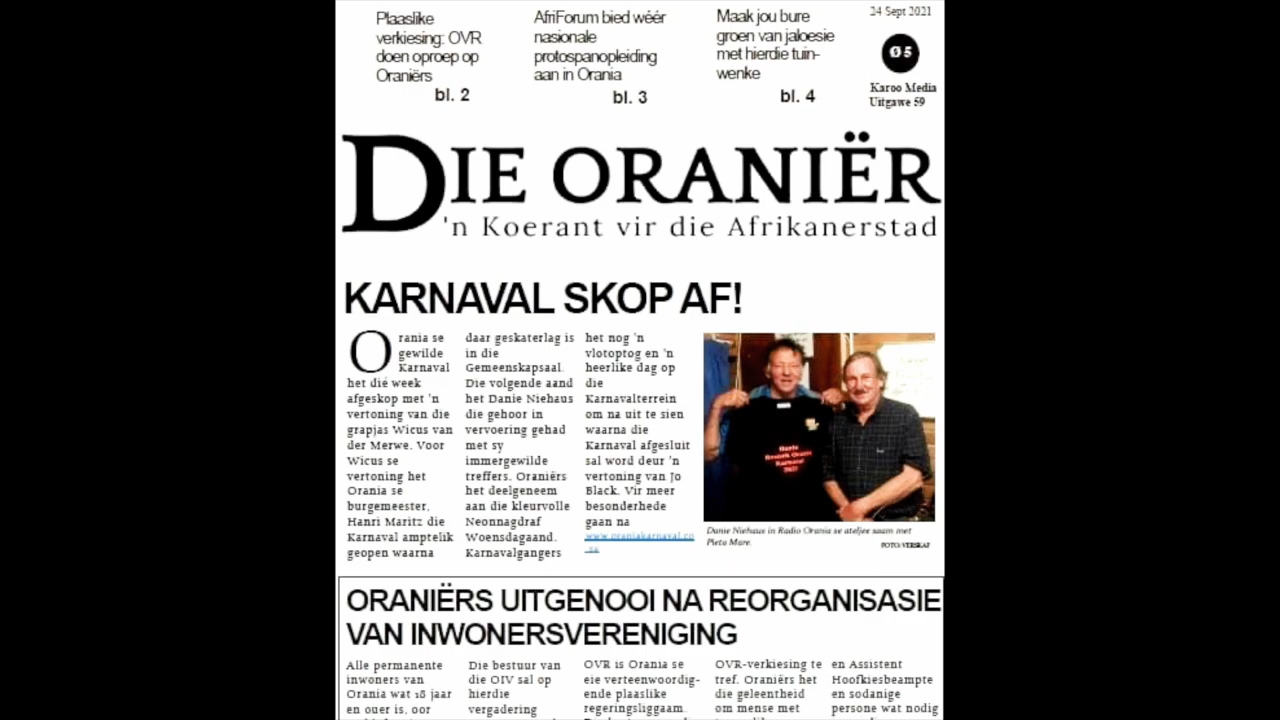 Plaaslike
verkiesing: OVR
doen oproep op
Oraniërs
bl. 2
AfriForum bied wéér
nasionale
protospanopleiding
aan in Orania
bl. 3
Maak jou bure
groen van jaloesie
met hierdie tuin-
wenke
bl. 4
24 Sept 2021
Ø 5
Karoo Media
Uitgawe 59
DIE ORANIËR
'n Koerant vir die Afrikanerstad
KARNAVAL SKOP AF!
Orania se
gewilde
Karnaval
het dié week
afgeskop met 'n
vertoning van die
grapjas Wicus van
der Merwe. Voor
Wicus se
vertoning het
Orania se
burgemeester,
Hanri Maritz die
Karnaval amptelik
geopen waarna
daar geskaterlag is
in die
Gemeenskapsaal.
Die volgende aand
het Danie Niehaus
die gehoor in
vervoering gehad
met sy
immergewilde
treffers. Oraniërs
het deelgeneem
aan die kleurvolle
Neonnagdraf
Woensdagaand.
Karnavalgangers
het nog 'n
vlotoptog en 'n
heerlike dag op
die
Karnavalterrein
om na uit te sien
waarna die
Karnaval afgesluit
sal word deur 'n
vertoning van Jo
Black. Vir meer
besonderhede
gaan na
www.oraniakarnaval.co
.za
Danie Niehaus in Radio Orania se ateljee saam met
Pieto Mare.
FOTO: VERSKAF
ORANIËRS UITGENOOI NA REORGANISASIE
VAN INWONERSVERENIGING
Alle permanente
inwoners van
Orania wat 18 jaar
en ouer is, oor
Die bestuur van
die OIV sal op
hierdie
vergadering
OVR is Orania se
eie verteenwoordig-
ende plaaslike
regeringsliggaam.
OVR-verkiesing te
tref. Oraniërs het
die geleentheid
om mense met
en Assistent
Hoofkiesbeampte
en sodanige
persone wat nodig